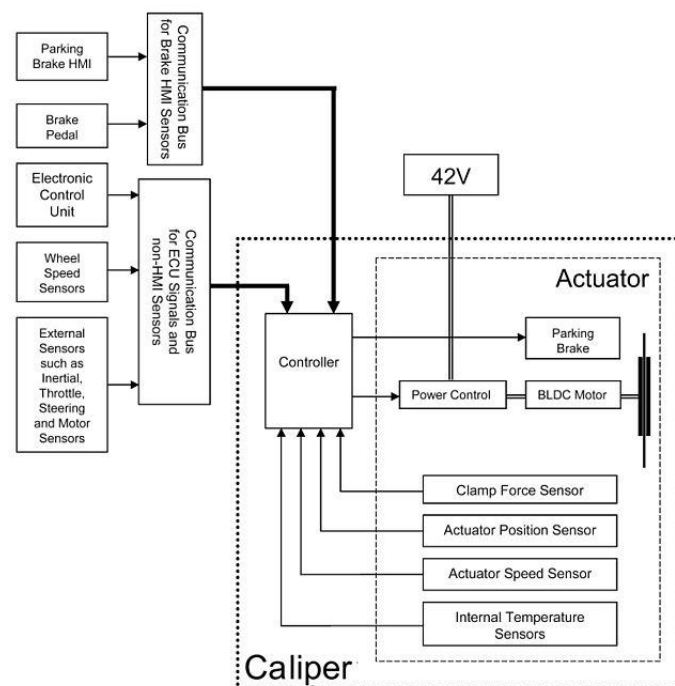 Parking
Brake HMI
Brake
Pedal
Communication Bus
for Brake HMI
Sensors
Electronic
Control
Unit
Wheel
Speed
Sensors
External
Sensors
such as
Inertial,
Throttle,
Steering
and Motor
Sensors
Communication Bus
for ECU Signals and
non-HMI Sensors
42V
Actuator
Controller
Parking
Brake
Power Control
BLDC Motor
Clamp Force Sensor
Actuator Position Sensor
Actuator Speed Sensor
Internal Temperature
Sensors
Caliper